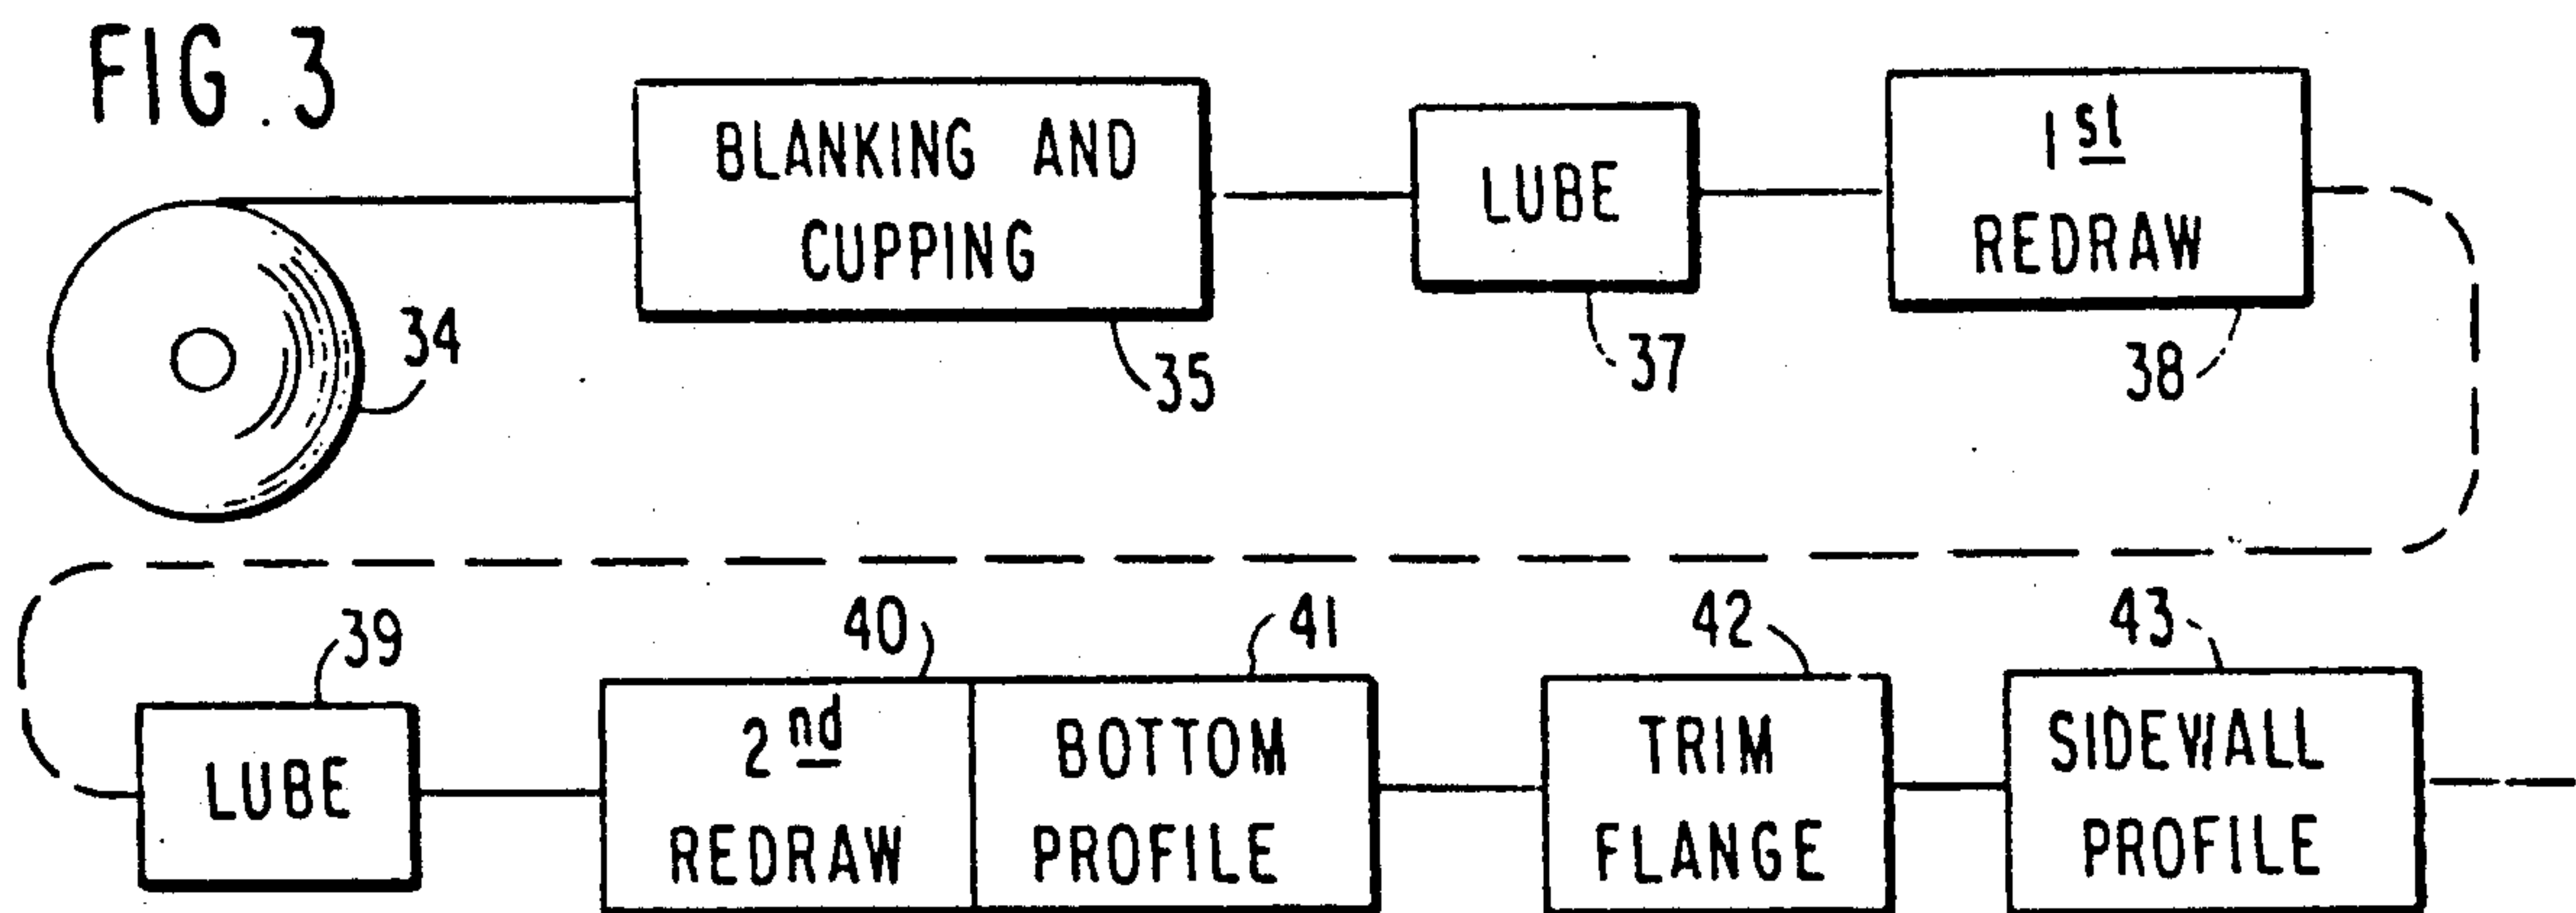 FIG. 3
BLANKING AND
CUPPING
LUBE
1st
REDRAW
34
35
37
38
39
40
41
42
43
LUBE
2nd
REDRAW
BOTTOM
PROFILE
TRIM
FLANGE
SIDEWALL
PROFILE